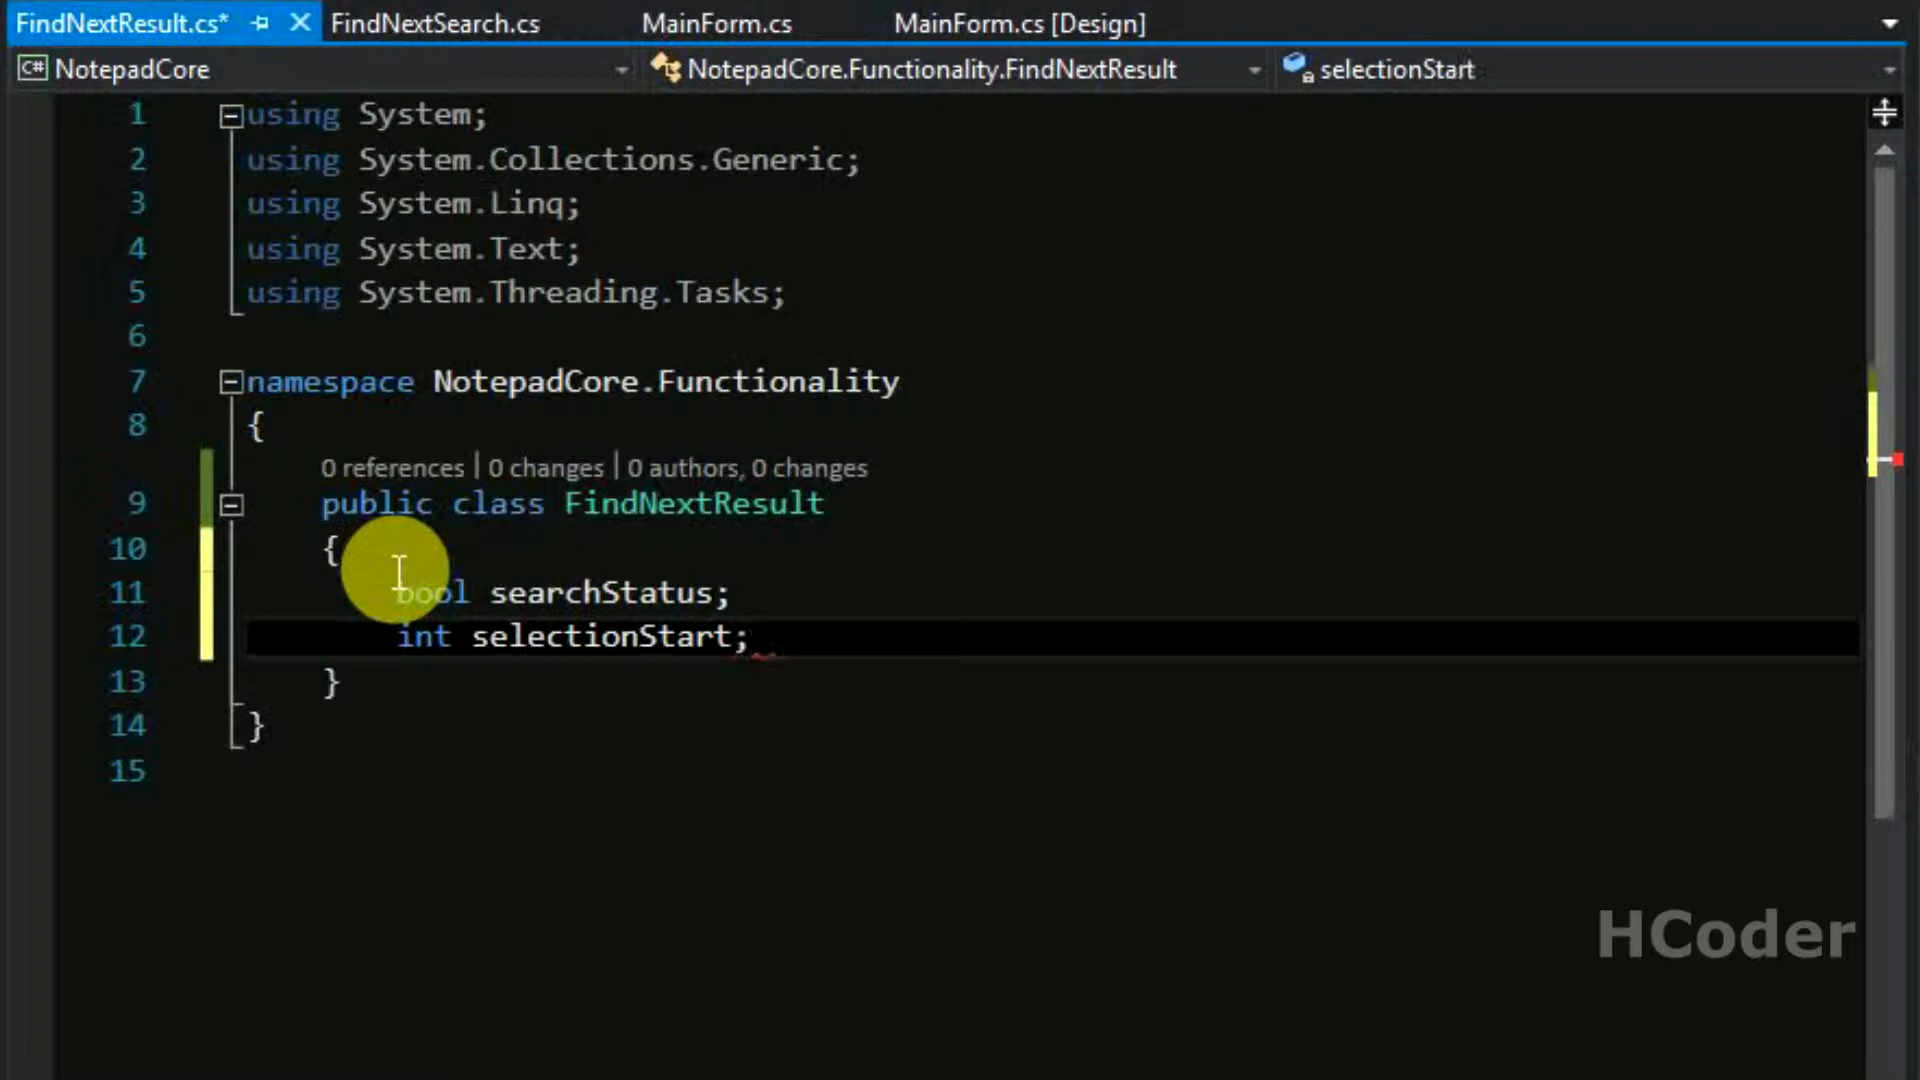 FindNextResult.cs* FindNextSearch.cs MainForm.cs MainForm.cs [Design]
C# NotepadCore NotepadCore.Functionality.FindNextResult selectionStart
1 using System;
2 using System.Collections.Generic;
3 using System.Linq;
4 using System.Text;
5 using System.Threading.Tasks;
6
7 namespace NotepadCore.Functionality
8 {
0 references | 0 changes | 0 authors, 0 changes
9 public class FindNextResult
10 {
11 bool searchStatus;
12 int selectionStart;
13 }
14 }
15
HCoder